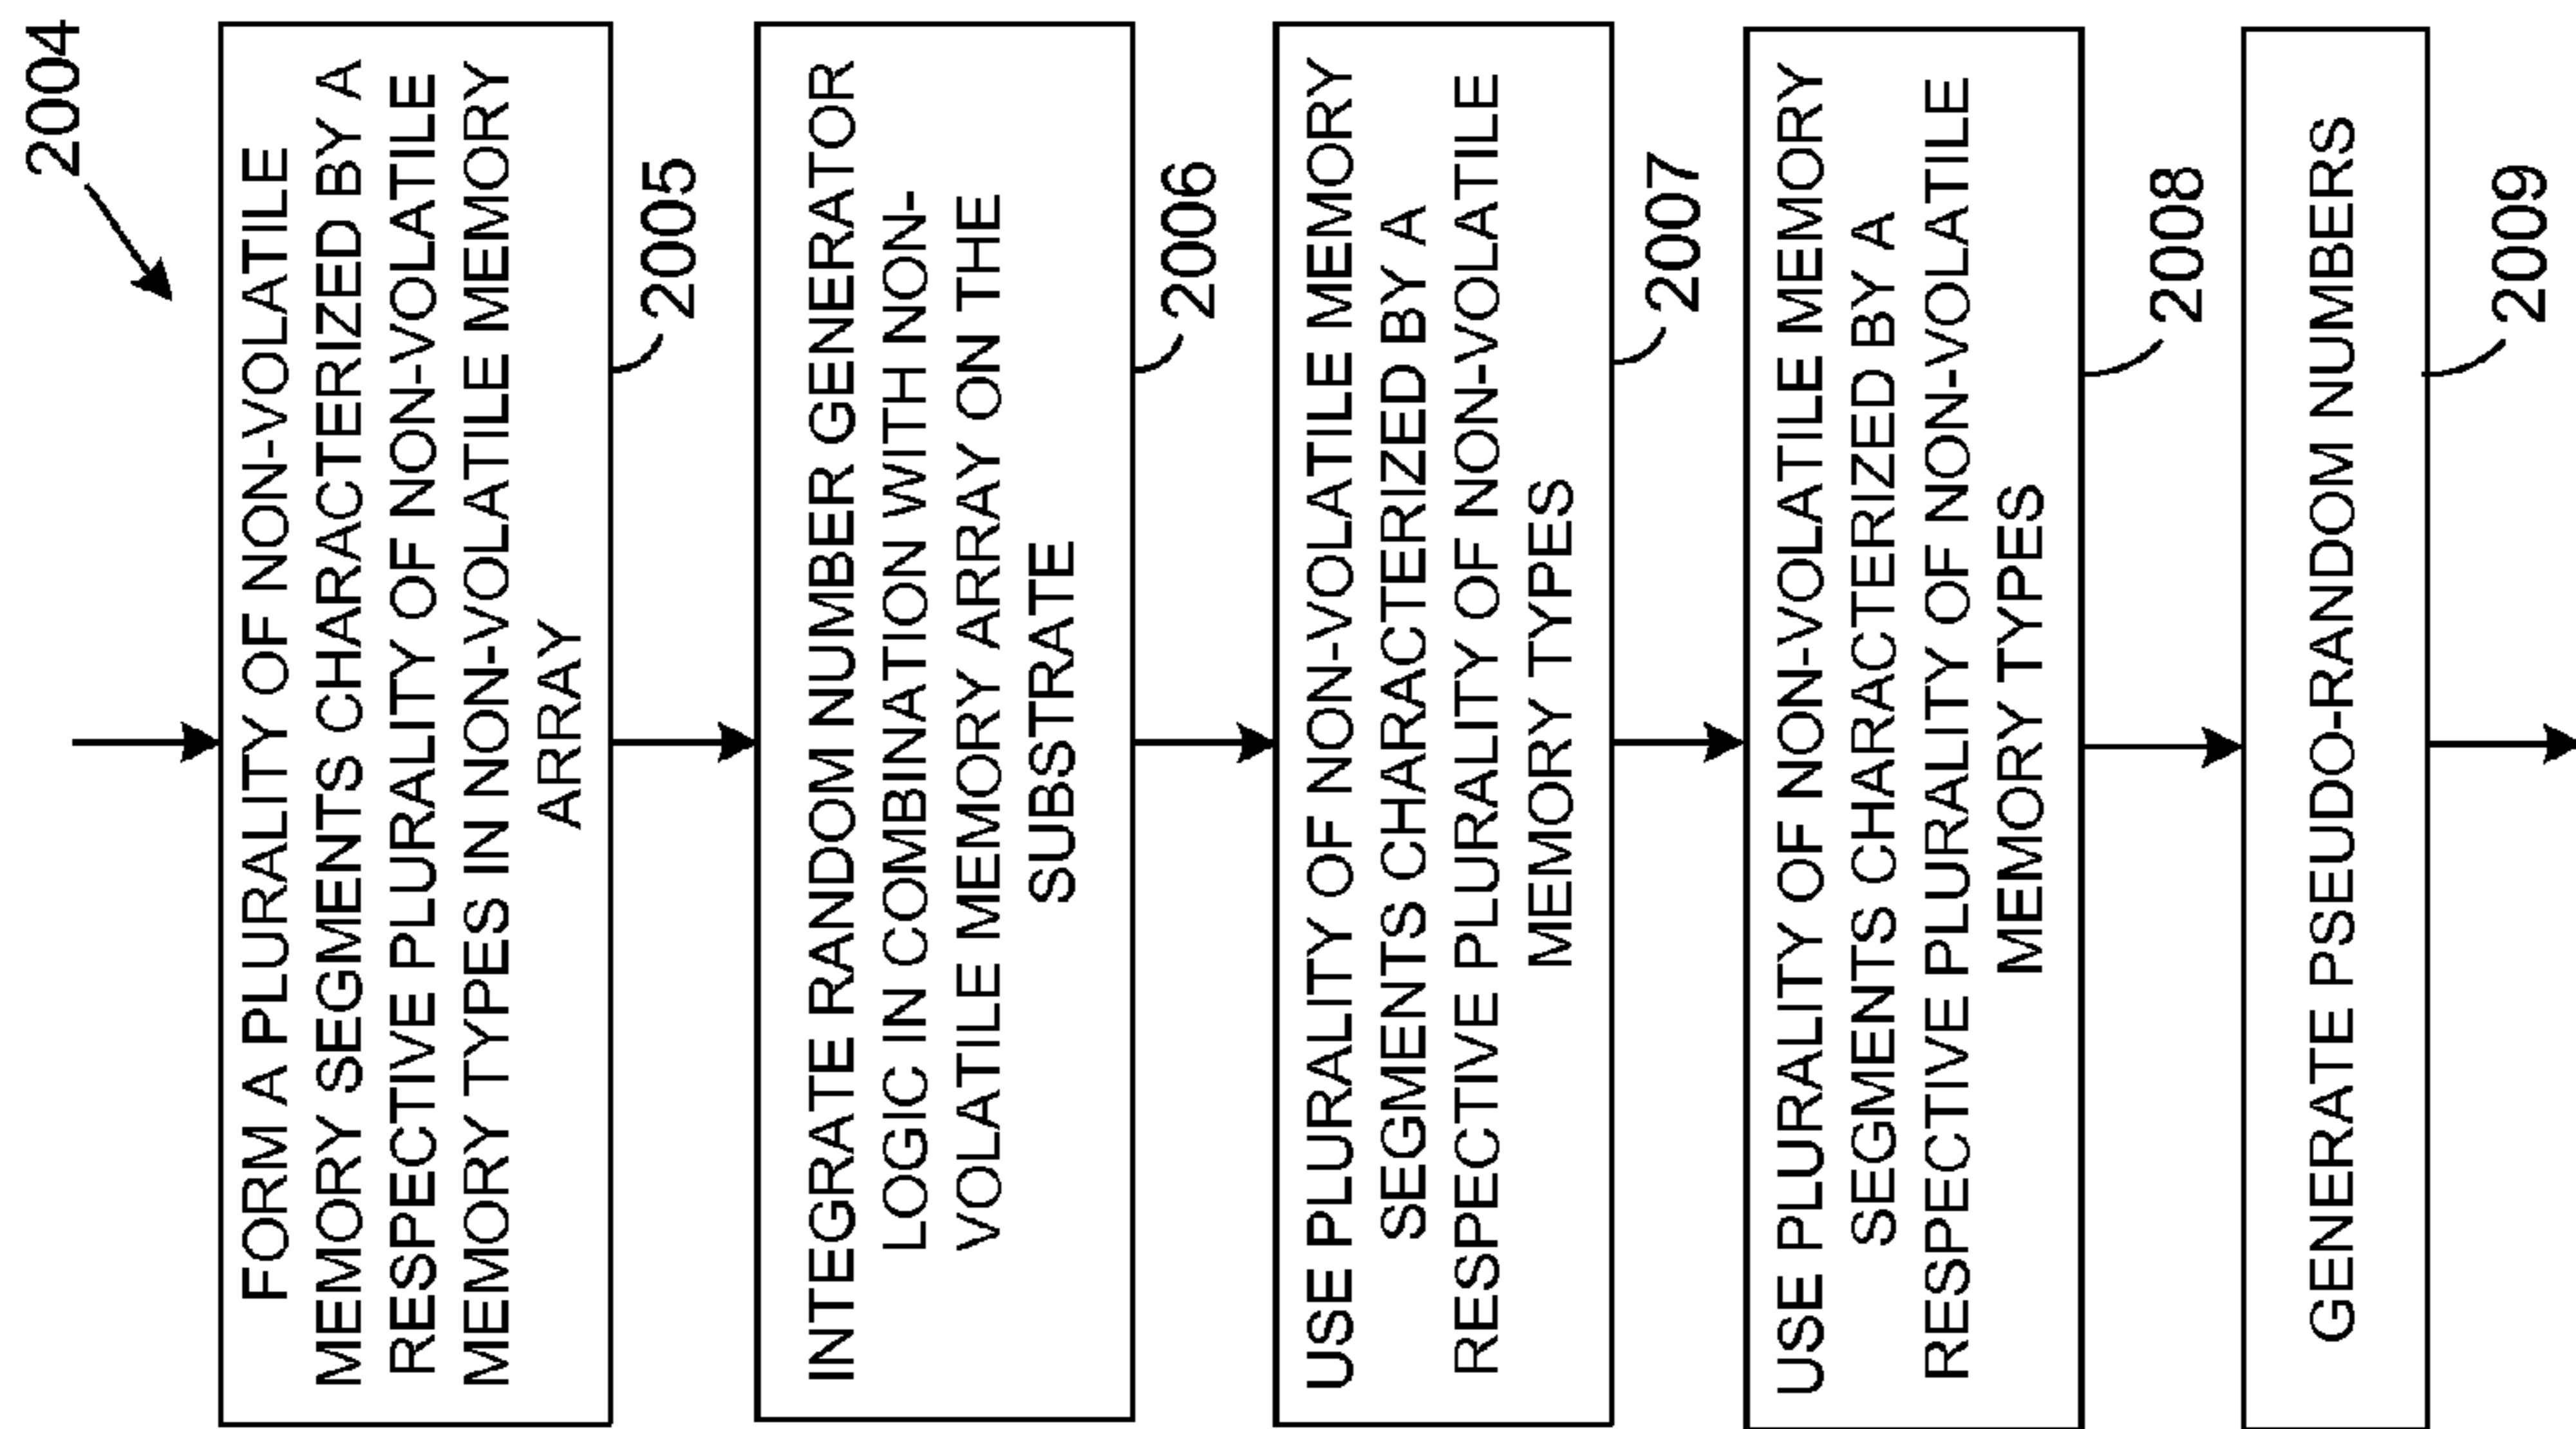 2004
FORM A PLURALITY OF NON-VOLATILE
MEMORY SEGMENTS CHARACTERIZED BY A
RESPECTIVE PLURALITY OF NON-VOLATILE
MEMORY TYPES IN NON-VOLATILE MEMORY
ARRAY
2005
INTEGRATE RANDOM NUMBER GENERATOR
LOGIC IN COMBINATION WITH NON-
VOLATILE MEMORY ARRAY ON THE
SUBSTRATE
2006
USE PLURALITY OF NON-VOLATILE MEMORY
SEGMENTS CHARACTERIZED BY A
RESPECTIVE PLURALITY OF NON-VOLATILE
MEMORY TYPES
2007
USE PLURALITY OF NON-VOLATILE MEMORY
SEGMENTS CHARACTERIZED BY A
RESPECTIVE PLURALITY OF NON-VOLATILE
MEMORY TYPES
2008
GENERATE PSEUDO-RANDOM NUMBERS
2009